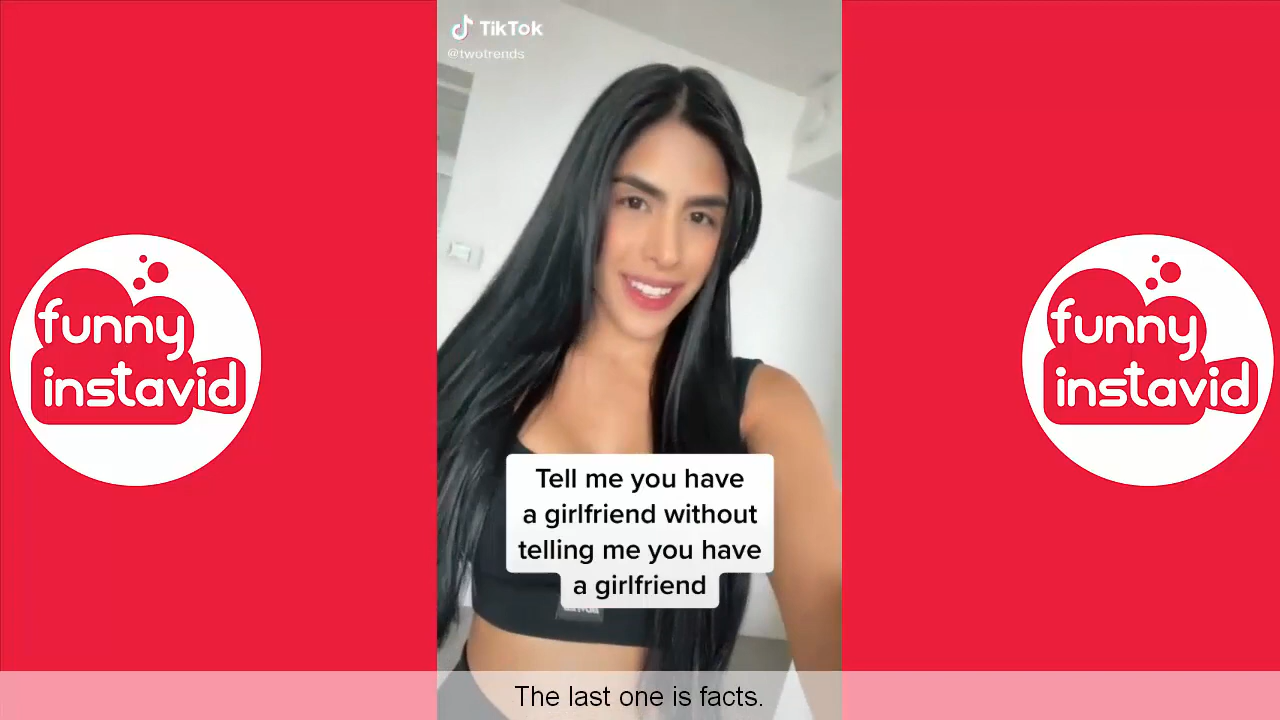 TikTok
@twotrends
funny
instavid
funny
instavid
Tell me you have
a girlfriend without
telling me you have
a girlfriend
The last one is facts.